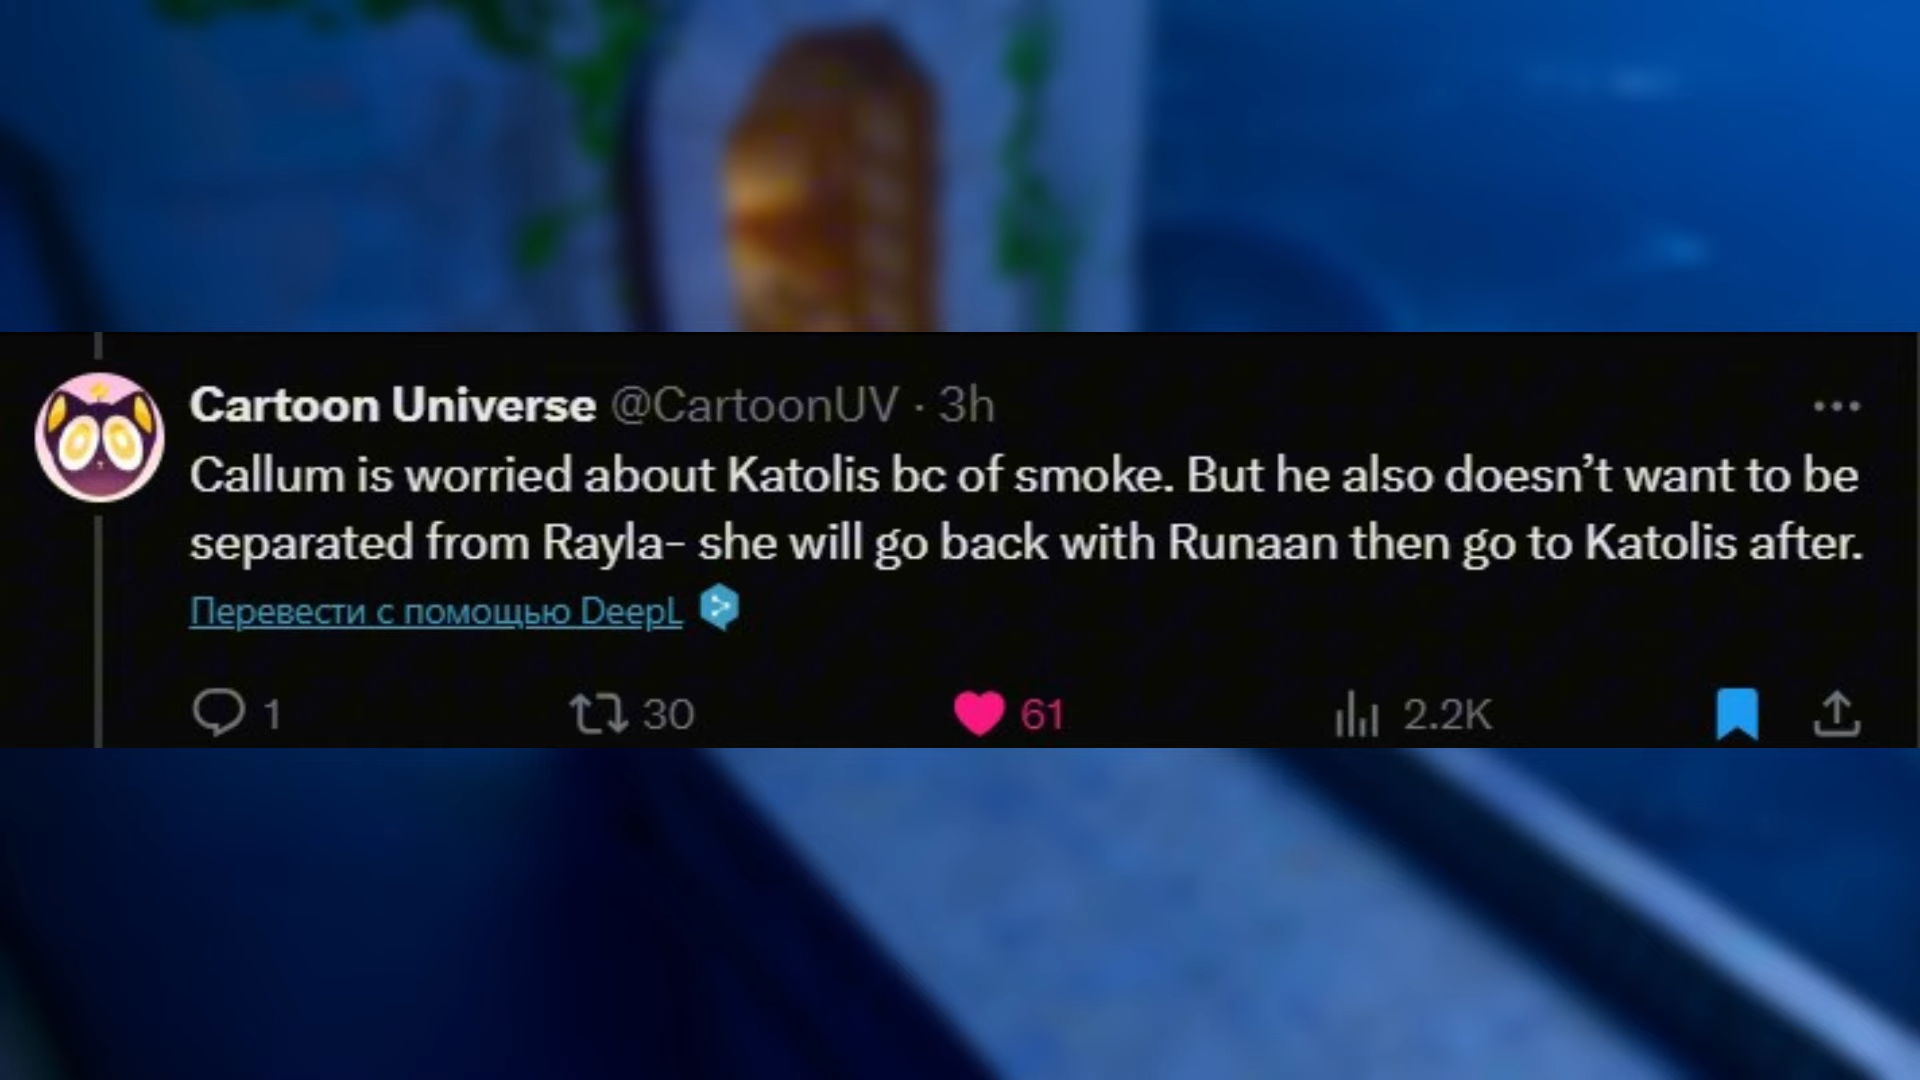 Cartoon Universe @CartoonUV · 3h
Callum is worried about Katolis bc of smoke. But he also doesn’t want to be
separated from Rayla- she will go back with Runaan then go to Katolis after.
Перевести с помощью DeepL
1 30 61 2.2K